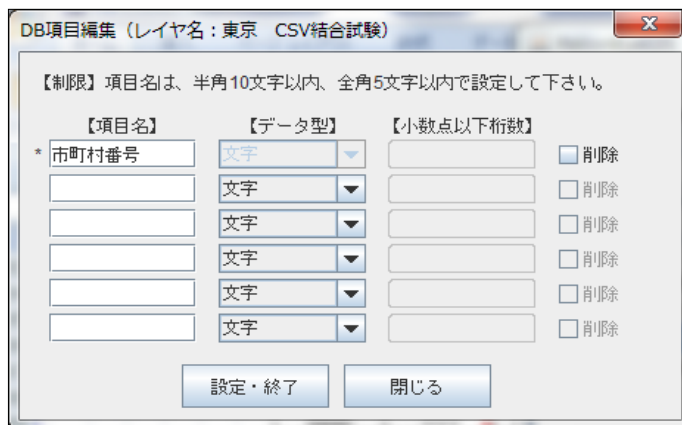 DB項目編集（レイヤ名：東京　CSV結合試験）
【制限】項目名は、半角10文字以内、全角5文字以内で設定して下さい。
【項目名】 【データ型】 【小数点以下桁数】
* 市町村番号 文字 削除
文字 削除
文字 削除
文字 削除
文字 削除
文字 削除
設定・終了 閉じる